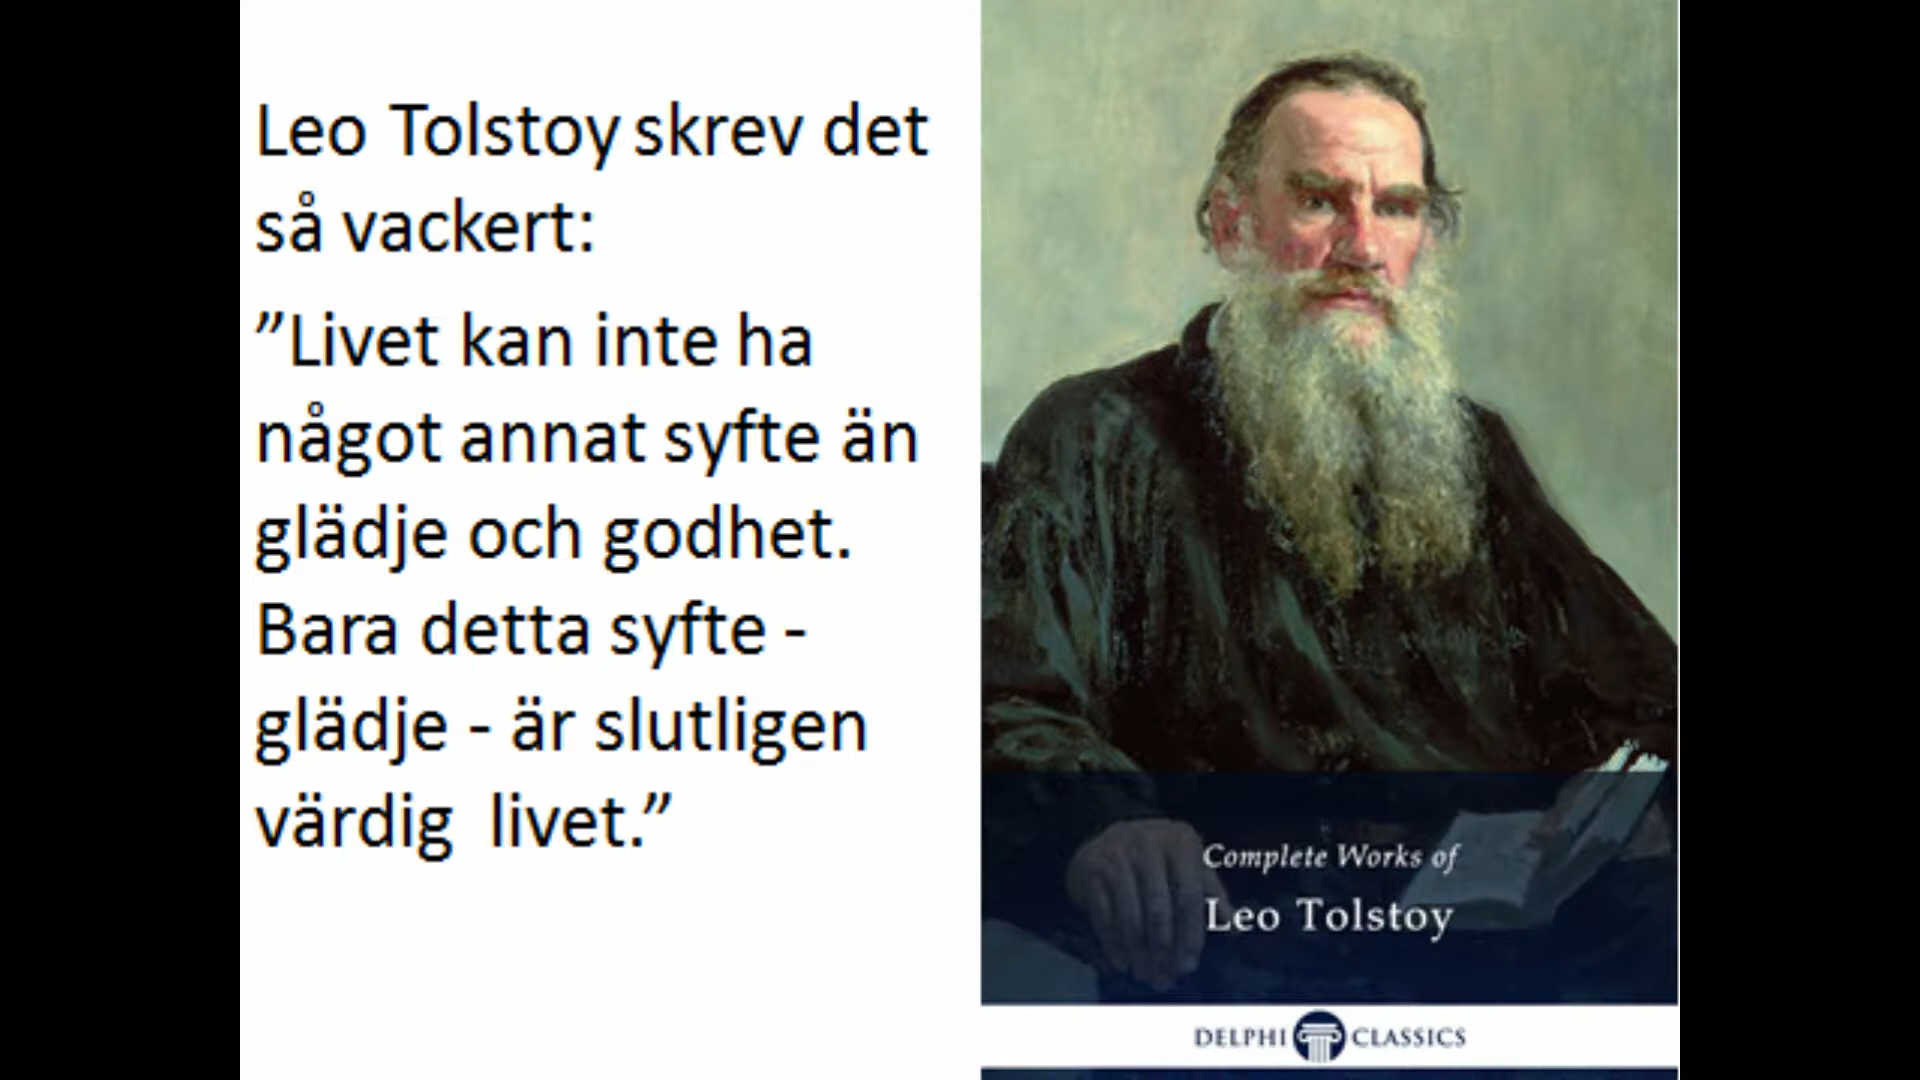 Leo Tolstoy skrev det
så vackert:
”Livet kan inte ha
något annat syfte än
glädje och godhet.
Bara detta syfte -
glädje - är slutligen
värdig livet.”
Complete Works of
Leo Tolstoy
DELPHI CLASSICS